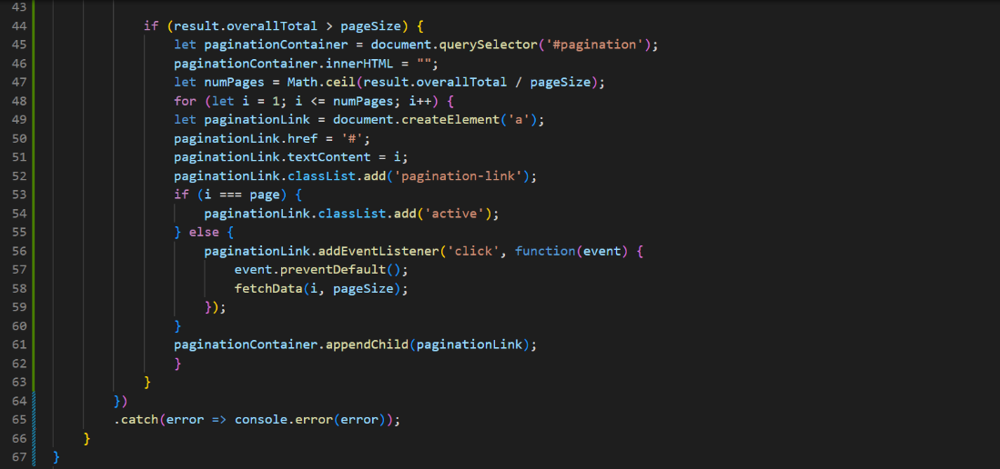 43
44 if (result.overallTotal > pageSize) {
45 let paginationContainer = document.querySelector('#pagination');
46 paginationContainer.innerHTML = "";
47 let numPages = Math.ceil(result.overallTotal / pageSize);
48 for (let i = 1; i <= numPages; i++) {
49 let paginationLink = document.createElement('a');
50 paginationLink.href = '#';
51 paginationLink.textContent = i;
52 paginationLink.classList.add('pagination-link');
53 if (i === page) {
54 paginationLink.classList.add('active');
55 } else {
56 paginationLink.addEventListener('click', function(event) {
57 event.preventDefault();
58 fetchData(i, pageSize);
59 });
60 }
61 paginationContainer.appendChild(paginationLink);
62 }
63 }
64 })
65 .catch(error => console.error(error));
66 }
67 }